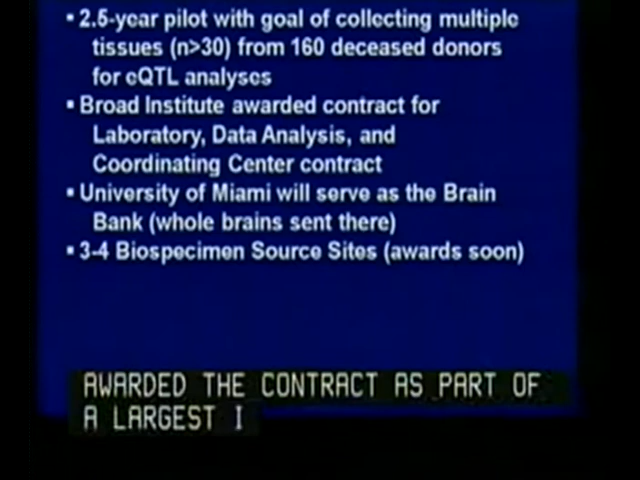 ▪ 2.5-year pilot with goal of collecting multiple
tissues (n>30) from 160 deceased donors
for eQTL analyses
▪ Broad Institute awarded contract for
Laboratory, Data Analysis, and
Coordinating Center contract
▪ University of Miami will serve as the Brain
Bank (whole brains sent there)
▪ 3-4 Biospecimen Source Sites (awards soon)
AWARDED THE CONTRACT AS PART OF
A LARGEST I